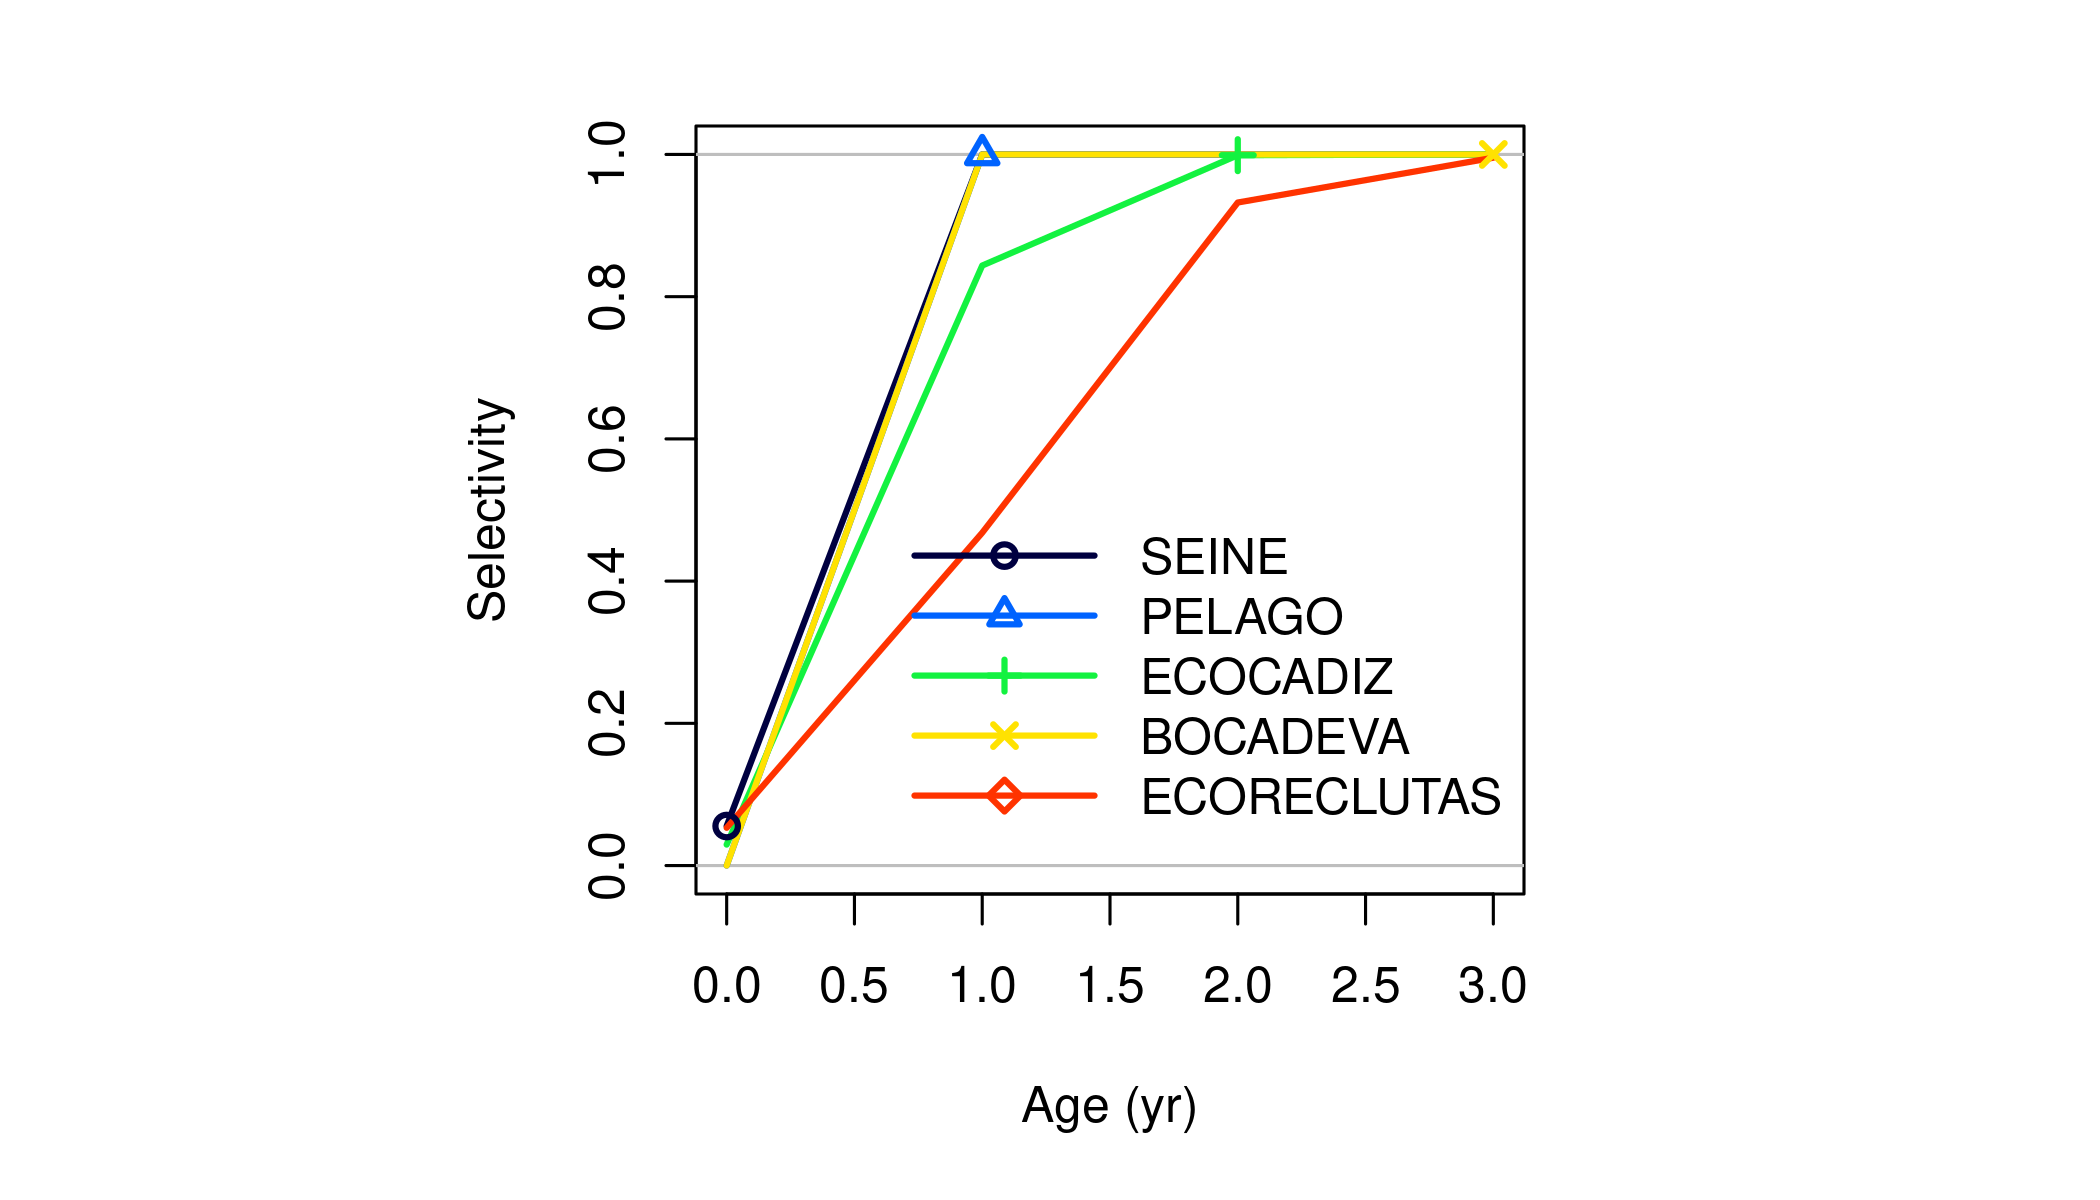 1.0
0.8
0.6
0.4
0.2
0.0
Selectivity
SEINE
PELAGO
ECOCADIZ
BOCADEVA
ECORECLUTAS
0.0 0.5 1.0 1.5 2.0 2.5 3.0
Age (yr)